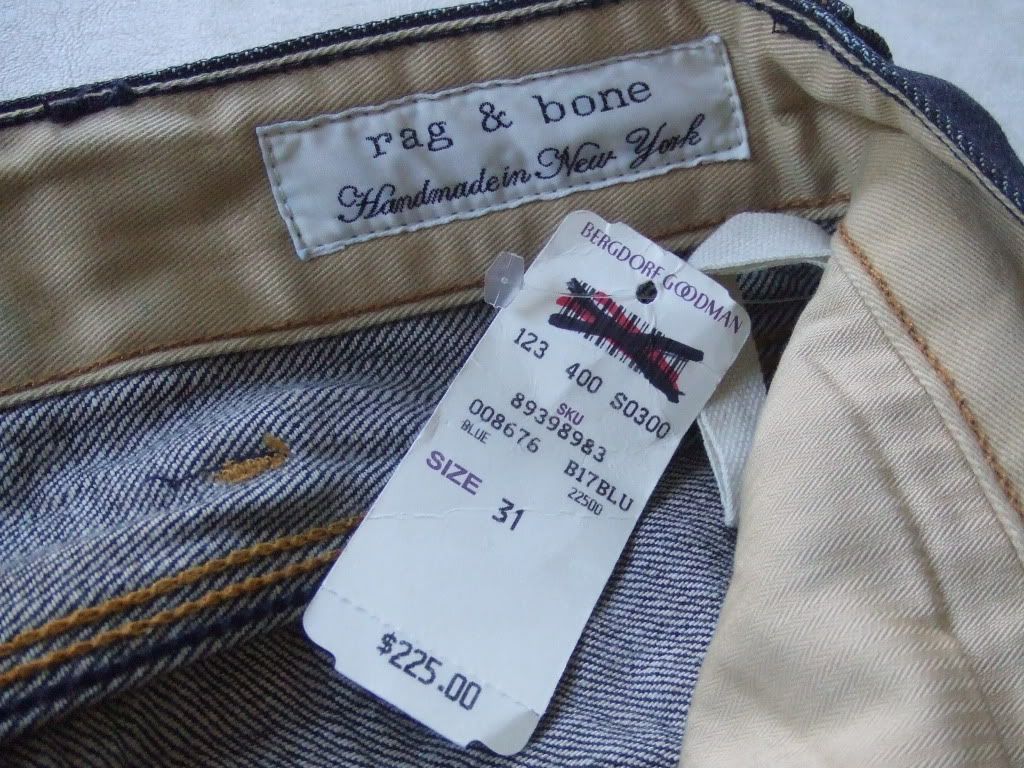 rag & bone
Handmade in New York
BERGDORF GOODMAN
123 400 S0300
SKU
89398983
008676 B17BLU
BLUE 22500
SIZE 31
$225.00